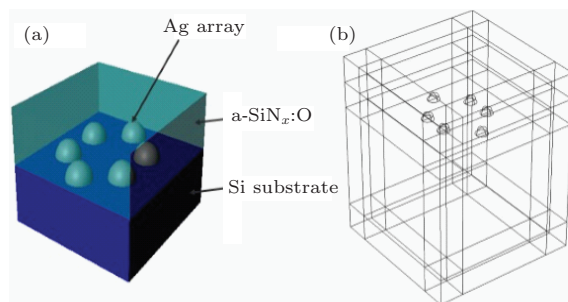 (a)
Ag array
a-SiNₓ:O
Si substrate
(b)